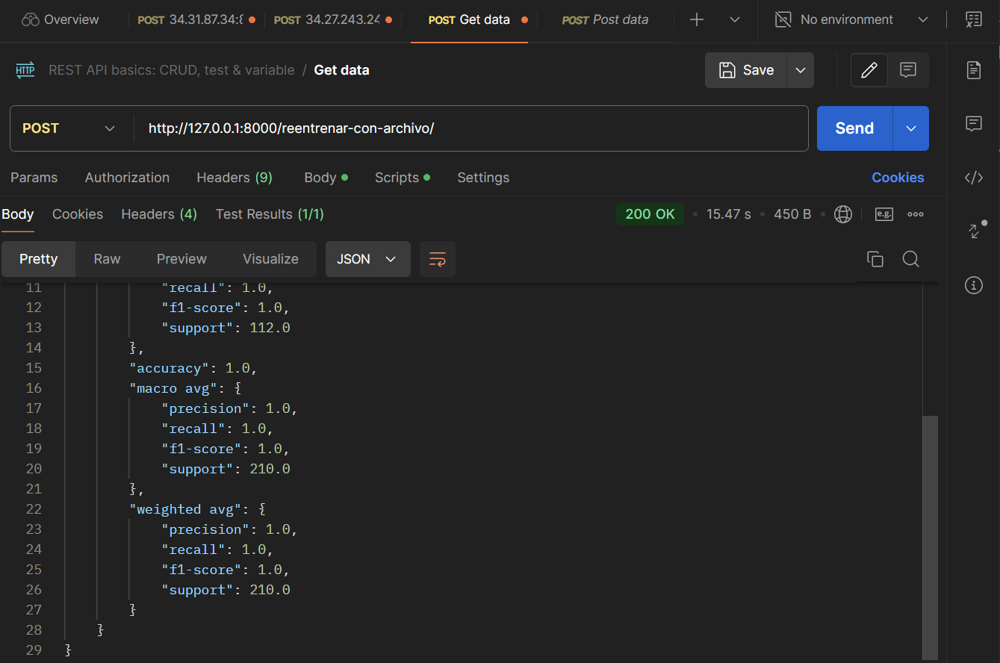 Overview POST 34.31.87.34:8 POST 34.27.243.24 POST Get data POST Post data No environment
HTTP REST API basics: CRUD, test & variable / Get data Save
POST http://127.0.0.1:8000/reentrenar-con-archivo/ Send
Params Authorization Headers (9) Body Scripts Settings Cookies
Body Cookies Headers (4) Test Results (1/1) 200 OK 15.47 s 450 B e.g.
Pretty Raw Preview Visualize JSON
11 "recall": 1.0,
12 "f1-score": 1.0,
13 "support": 112.0
14 },
15 "accuracy": 1.0,
16 "macro avg": {
17 "precision": 1.0,
18 "recall": 1.0,
19 "f1-score": 1.0,
20 "support": 210.0
21 },
22 "weighted avg": {
23 "precision": 1.0,
24 "recall": 1.0,
25 "f1-score": 1.0,
26 "support": 210.0
27 }
28 }
29 }